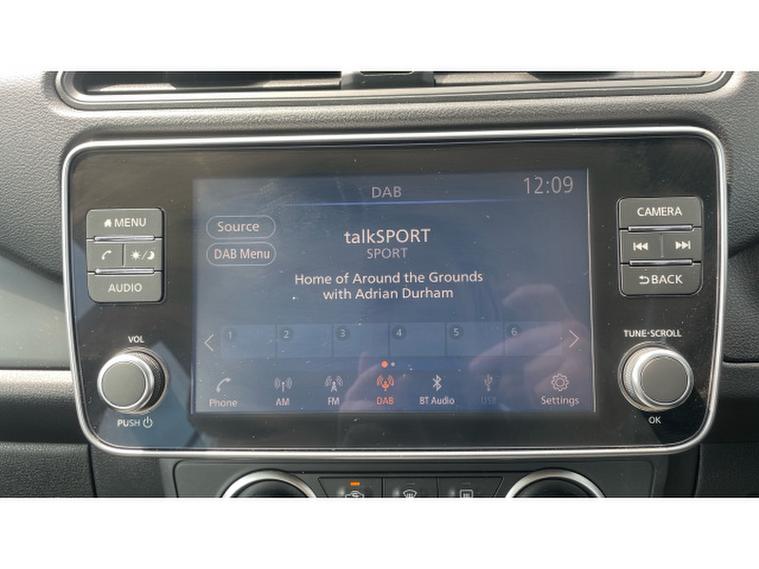 DAB
12:09
Source
DAB Menu
talkSPORT
SPORT
Home of Around the Grounds
with Adrian Durham
1 2 3 4 5 6
Phone AM FM DAB BT Audio USB Settings
MENU
AUDIO
VOL
PUSH
CAMERA
BACK
TUNE·SCROLL
OK